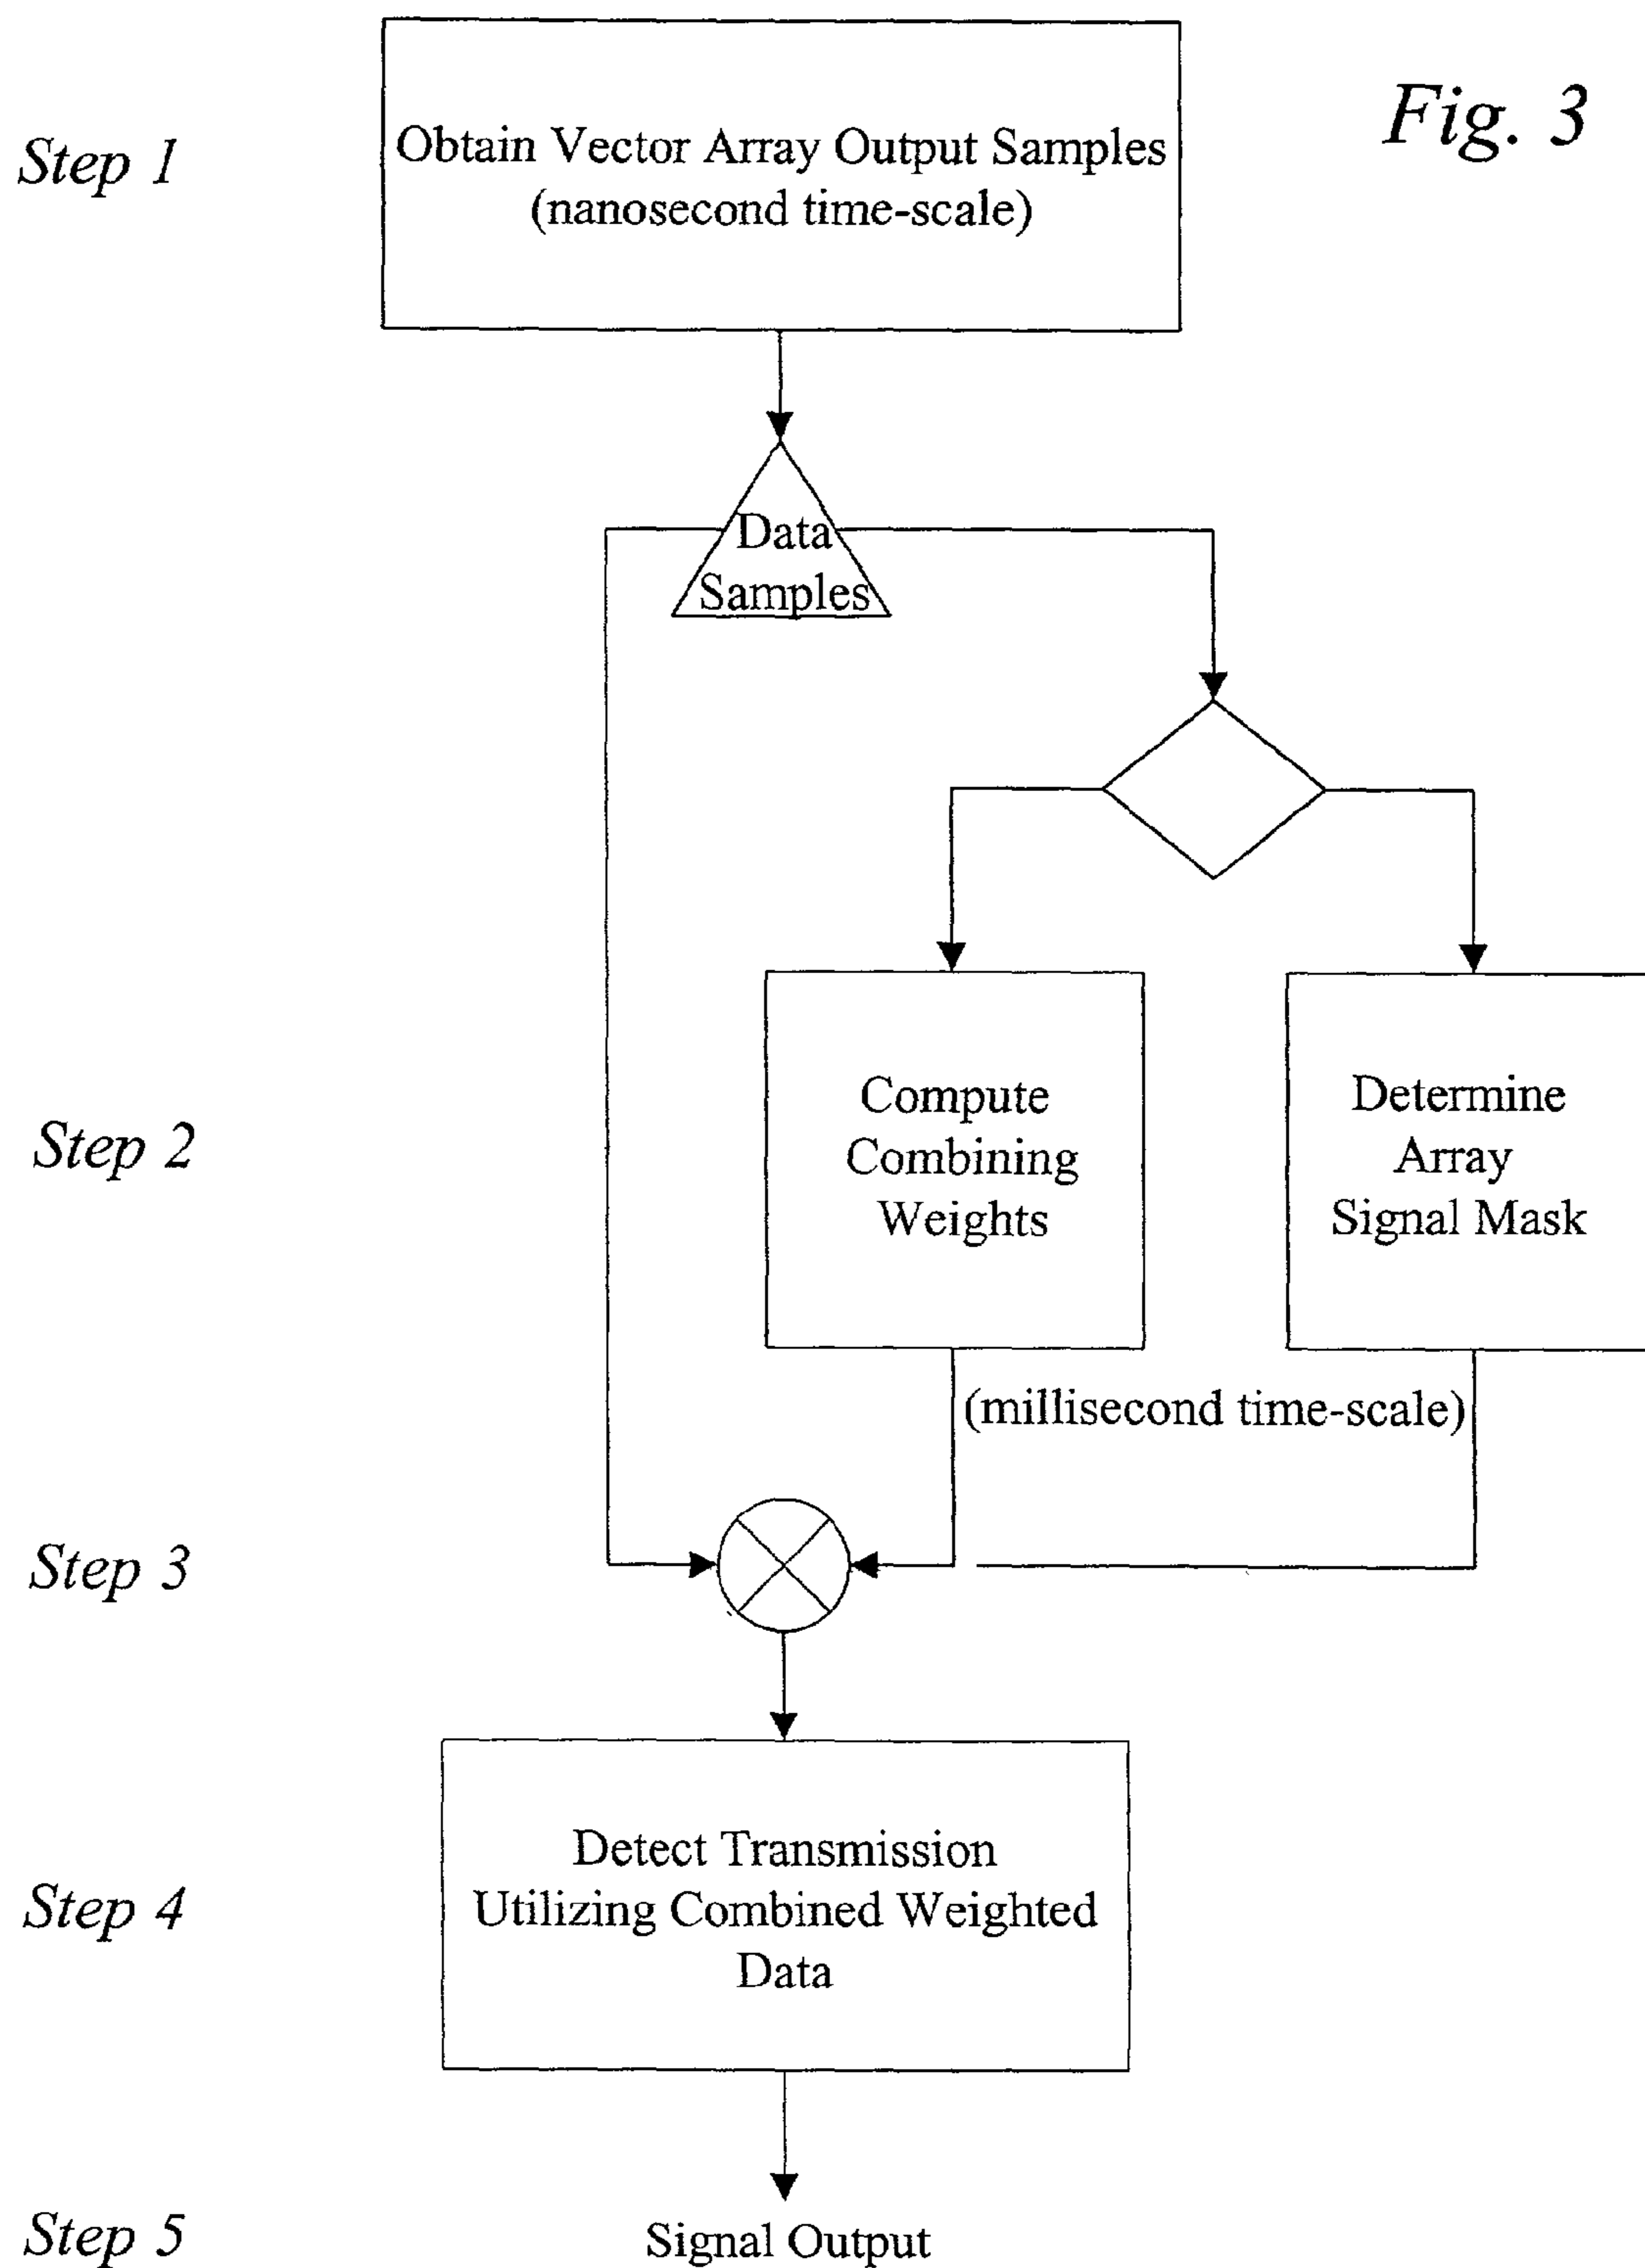 Fig. 3
Step 1
Obtain Vector Array Output Samples
(nanosecond time-scale)
Data
Samples
Step 2
Compute
Combining
Weights
Determine
Array
Signal Mask
(millisecond time-scale)
Step 3
Step 4
Detect Transmission
Utilizing Combined Weighted
Data
Step 5
Signal Output